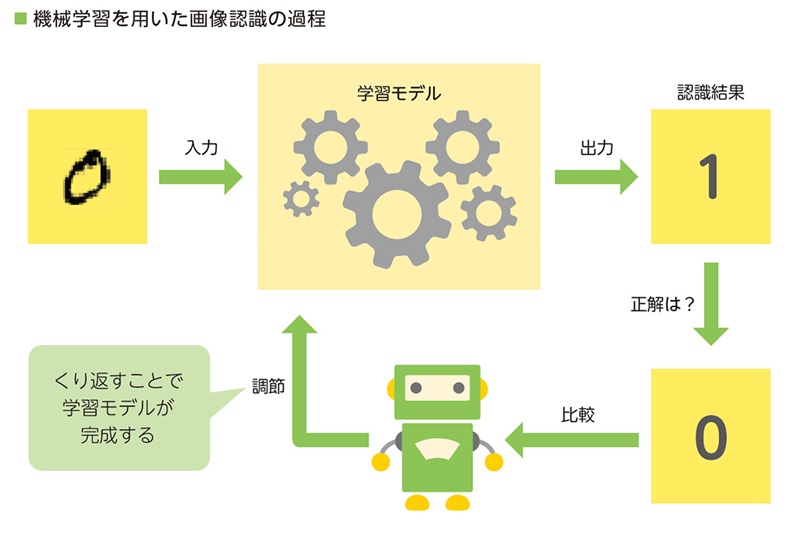 ■ 機械学習を用いた画像認識の過程
学習モデル
認識結果
0
入力
出力
1
正解は？
くり返すことで
学習モデルが
完成する
調節
比較
0